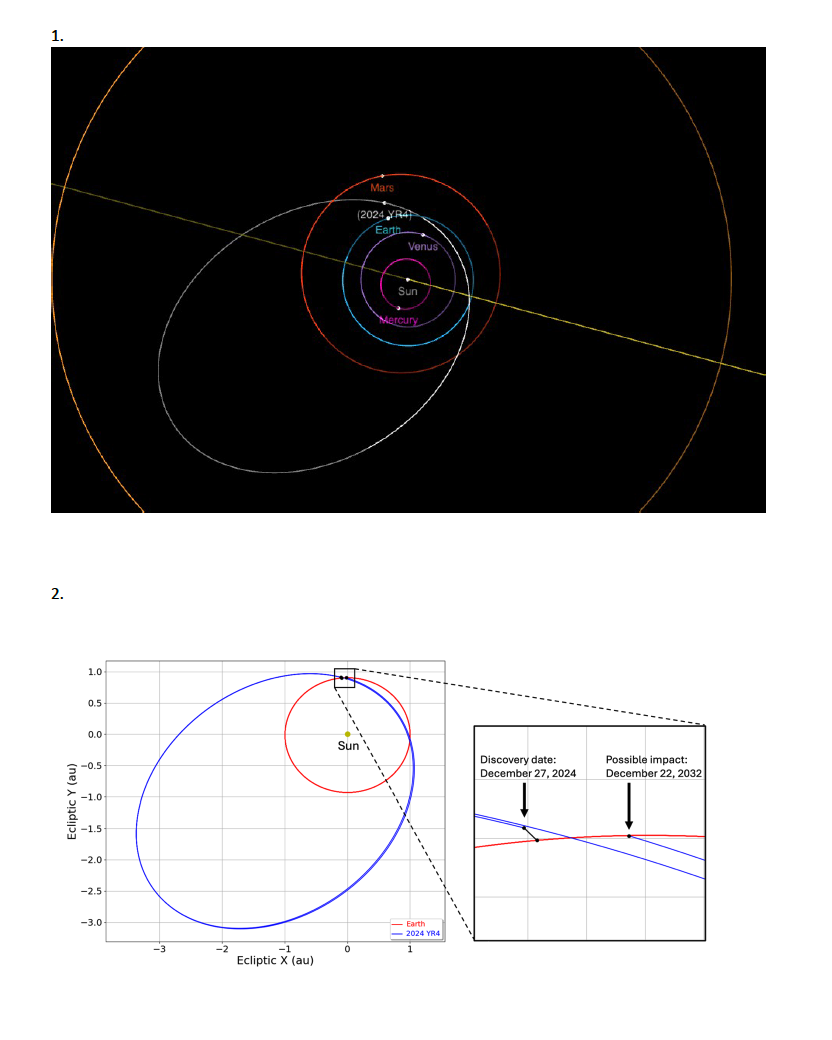 1.
Mars
(2024 YR4)
Earth
Venus
Sun
Mercury
2.
1.0
0.5
0.0
−0.5
−1.0
−1.5
−2.0
−2.5
−3.0
Ecliptic Y (au)
Sun
−3
−2
−1
0
1
Ecliptic X (au)
Earth
2024 YR4
Discovery date:
December 27, 2024
Possible impact:
December 22, 2032